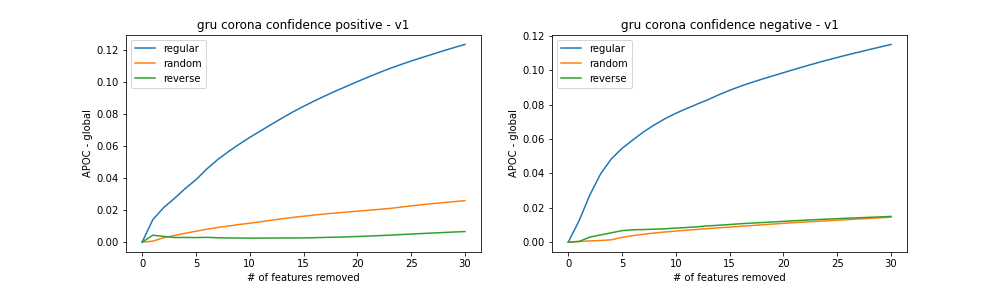 gru corona confidence positive - v1
regular
random
reverse
APOC - global
0.12
0.10
0.08
0.06
0.04
0.02
0.00
0
5
10
15
20
25
30
# of features removed
gru corona confidence negative - v1
regular
random
reverse
APOC - global
0.12
0.10
0.08
0.06
0.04
0.02
0.00
0
5
10
15
20
25
30
# of features removed